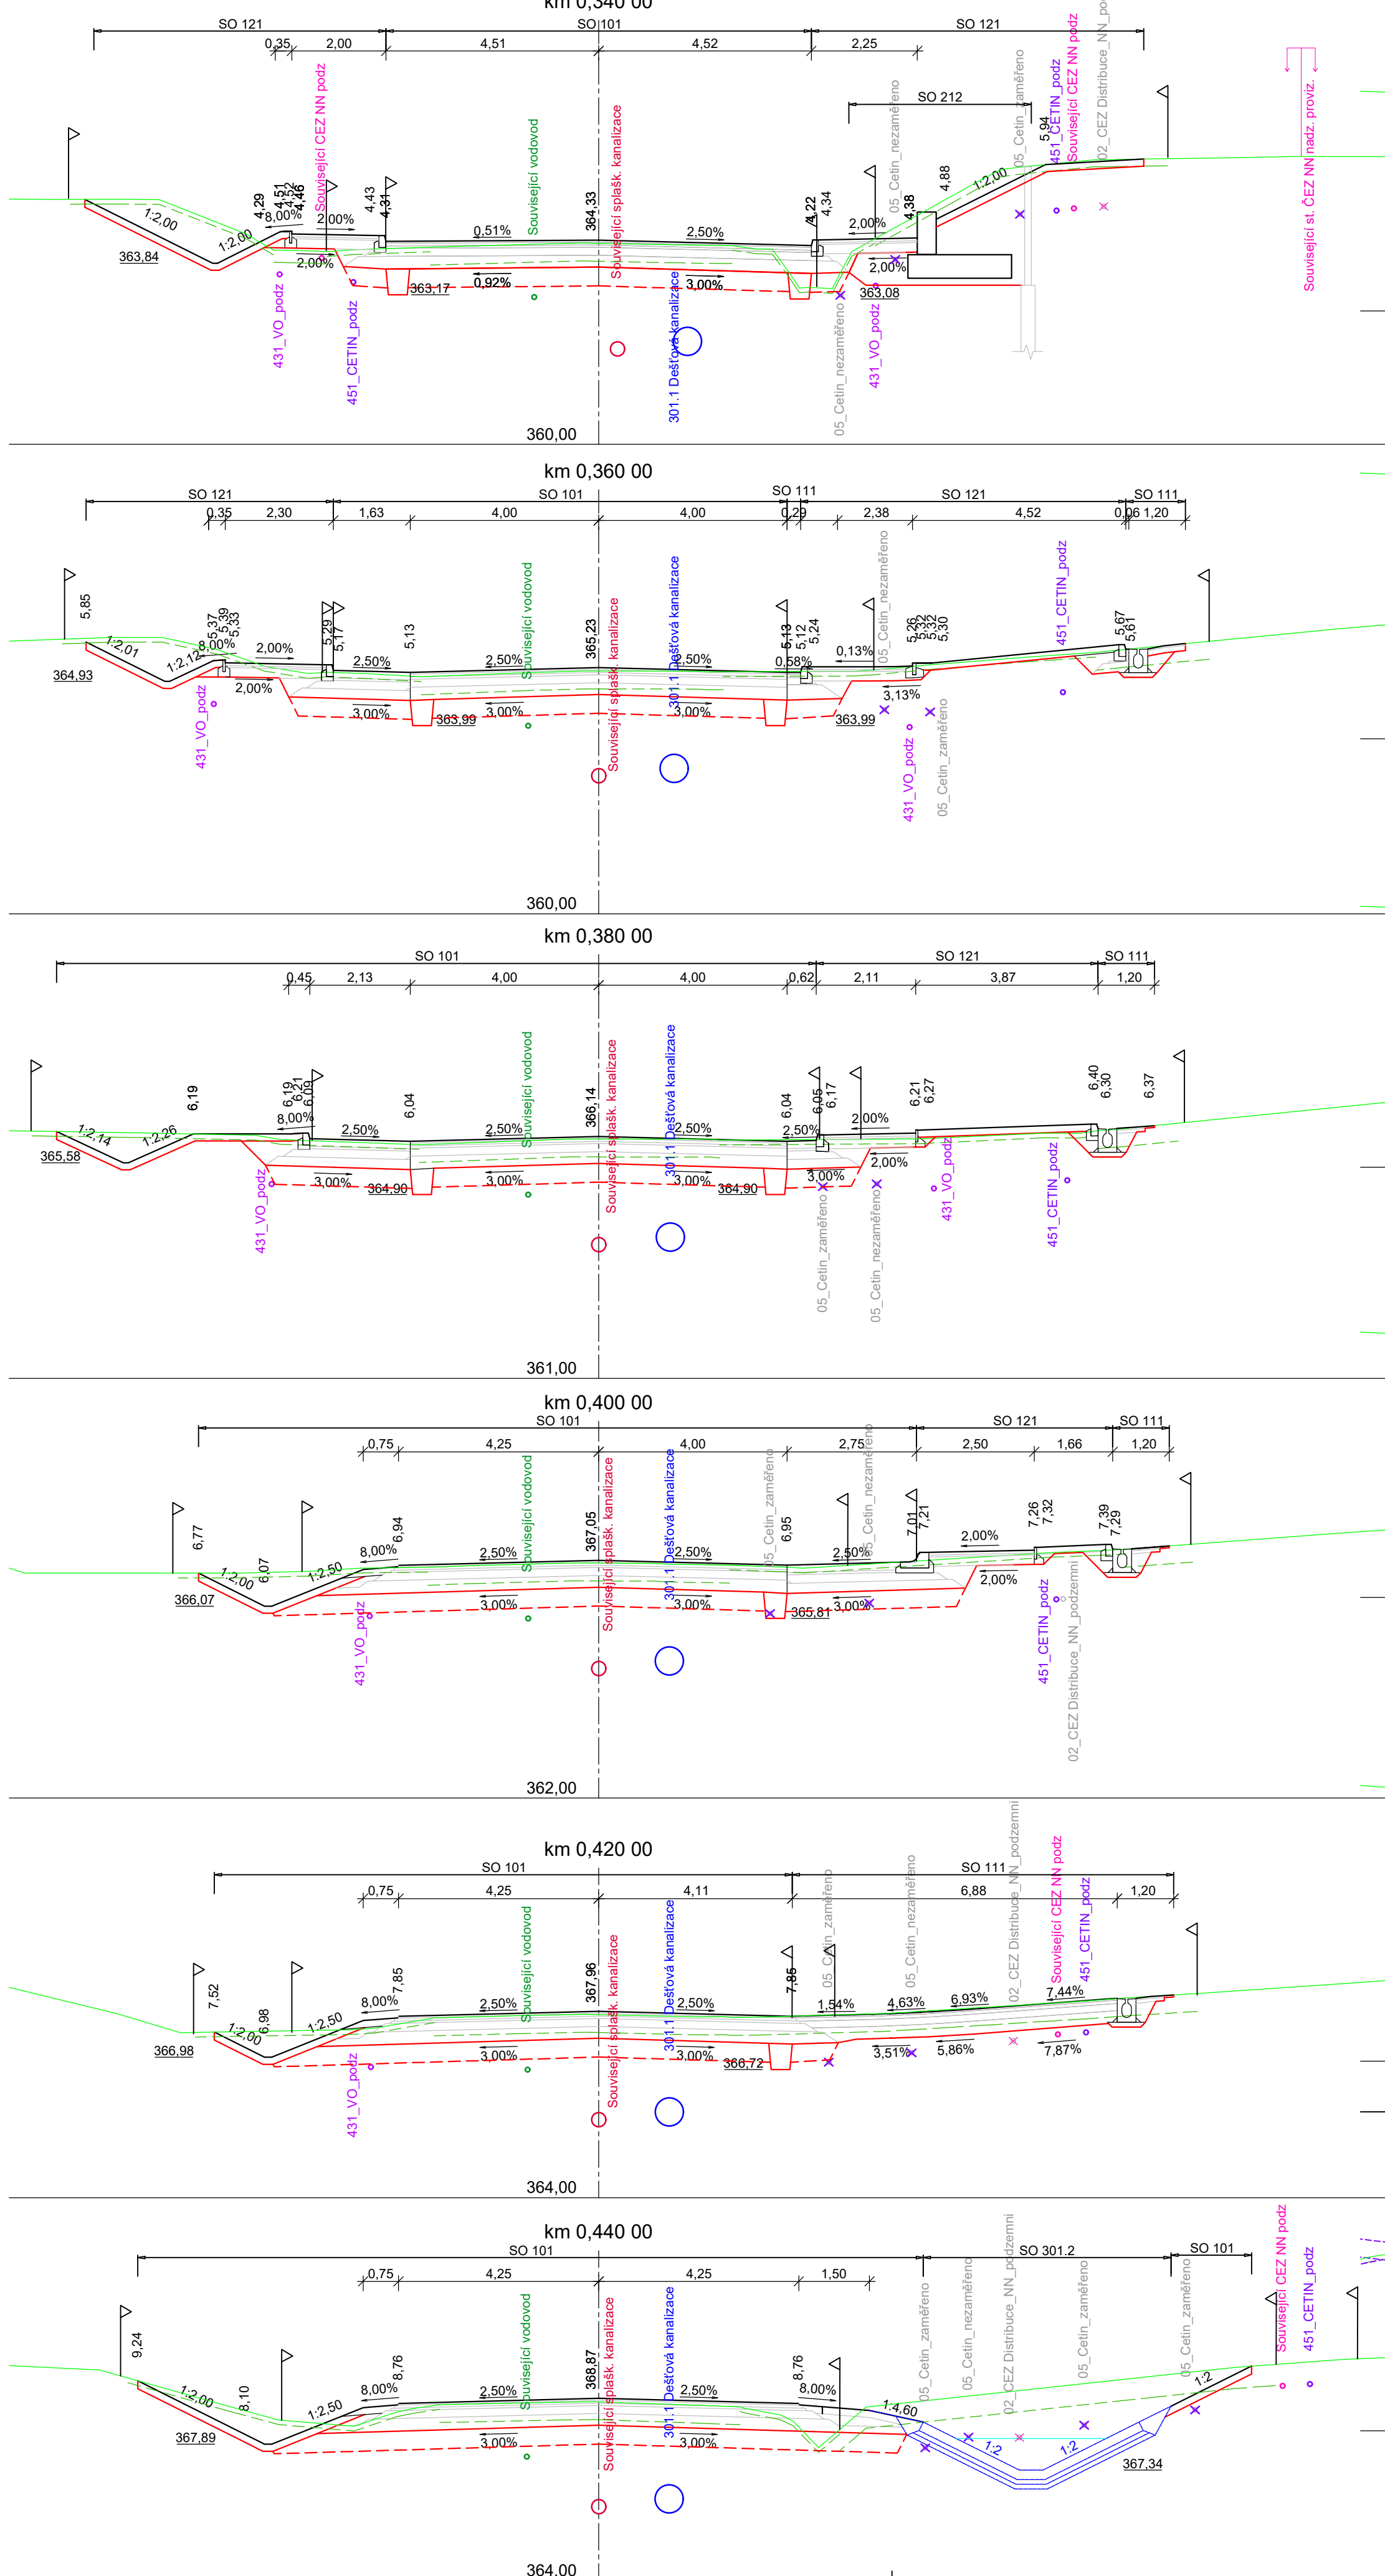 km 0,340 00
SO 121
SO 101
SO 121
0,35
2,00
4,51
4,52
2,25
SO 212
Související CEZ NN podz
Související vodovod
Související splašk. kanalizace
05_Cetin_nezaměřeno
05_Cetin_zaměřeno
451_CETIN_podz
Související CEZ NN podz
Související st. ČEZ NN nadz. proviz.
4,29
4,51
4,52
4,46
4,43
4,31
364,33
4,22
4,34
4,38
4,88
5,94
1:2,00
1:2,00
8,00%
2,00%
0,51%
2,50%
2,00%
1:2,00
363,84
2,00%
363,17
0,92%
3,00%
2,00%
363,08
431_VO_podz
451_CETIN_podz
301.1 Dešťová kanalizace
05_Cetin_nezaměřeno
431_VO_podz
360,00
km 0,360 00
SO 121
SO 101
SO 111
SO 121
SO 111
0,35
2,30
1,63
4,00
4,00
0,29
2,38
4,52
0,06
1,20
Související vodovod
Související splašk. kanalizace
301.1 Dešťová kanalizace
05_Cetin_nezaměřeno
451_CETIN_podz
5,85
5,37
5,39
5,33
5,29
5,17
5,13
365,23
5,13
5,12
5,24
5,26
5,32
5,32
5,30
5,67
5,61
1:2,01
1:2,12
8,00%
2,00%
2,50%
2,50%
2,50%
0,58%
0,13%
364,93
2,00%
3,00%
363,99
3,00%
3,00%
363,99
3,13%
431_VO_podz
431_VO_podz
05_Cetin_zaměřeno
360,00
km 0,380 00
SO 101
SO 121
SO 111
0,45
2,13
4,00
4,00
0,62
2,11
3,87
1,20
Související vodovod
Související splašk. kanalizace
301.1 Dešťová kanalizace
6,19
6,19
6,21
6,09
6,04
366,14
6,04
6,05
6,17
6,21
6,27
6,40
6,30
6,37
1:2,14
1:2,26
8,00%
2,50%
2,50%
2,50%
2,50%
2,00%
365,58
3,00%
364,90
3,00%
3,00%
364,90
3,00%
2,00%
431_VO_podz
05_Cetin_zaměřeno
05_Cetin_nezaměřeno
431_VO_podz
451_CETIN_podz
361,00
km 0,400 00
SO 101
SO 121
SO 111
0,75
4,25
4,00
2,75
2,50
1,66
1,20
Související vodovod
Související splašk. kanalizace
301.1 Dešťová kanalizace
05_Cetin_zaměřeno
05_Cetin_nezaměřeno
6,77
6,07
6,94
367,05
6,95
7,01
7,21
7,26
7,32
7,39
7,29
1:2,00
1:2,50
8,00%
2,50%
2,50%
2,50%
2,00%
366,07
3,00%
3,00%
365,81
3,00%
2,00%
431_VO_podz
451_CETIN_podz
02_CEZ Distribuce_NN_podzemni
362,00
km 0,420 00
SO 101
SO 111
0,75
4,25
4,11
6,88
1,20
Související vodovod
Související splašk. kanalizace
301.1 Dešťová kanalizace
05_Cetin_zaměřeno
05_Cetin_nezaměřeno
02_CEZ Distribuce_NN_podzemni
Související CEZ NN podz
451_CETIN_podz
7,52
6,98
7,85
367,96
7,85
1:2,00
1:2,50
8,00%
2,50%
2,50%
1,54%
4,63%
6,93%
7,44%
366,98
3,00%
3,00%
366,72
3,51%
5,86%
7,87%
431_VO_podz
364,00
km 0,440 00
SO 101
SO 301.2
SO 101
0,75
4,25
4,25
1,50
Související vodovod
Související splašk. kanalizace
301.1 Dešťová kanalizace
05_Cetin_zaměřeno
05_Cetin_nezaměřeno
02_CEZ Distribuce_NN_podzemni
05_Cetin_zaměřeno
05_Cetin_zaměřeno
Související CEZ NN podz
451_CETIN_podz
9,24
8,10
8,76
368,87
8,76
1:2,00
1:2,50
8,00%
2,50%
2,50%
8,00%
1:4,60
1:2
1:2
1:2
367,89
3,00%
3,00%
367,34
364,00